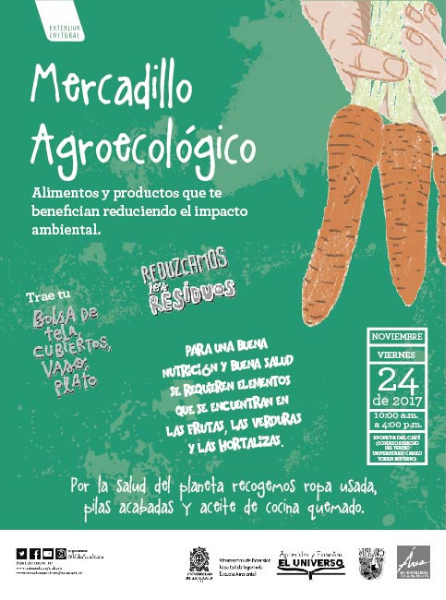 EXTENSIÓN
CULTURAL
Mercadillo
Agroecológico
Alimentos y productos que te
benefician reduciendo el impacto
ambiental.
REDUZCAMOS
los
RESIDUOS
Trae tu
BOLSA DE
TELA,
CUBIERTOS,
VASO,
PLATO
PARA UNA BUENA
NUTRICIÓN Y BUENA SALUD
SE REQUIEREN ELEMENTOS
QUE SE ENCUENTRAN EN
LAS FRUTAS, LAS VERDURAS
Y LAS HORTALIZAS.
NOVIEMBRE
VIERNES
24
de 2017
10:00 a.m.
a 4:00 p.m.
Por la salud del planeta recogemos ropa usada,
pilas acabadas y aceite de cocina quemado.
Aprender y Enseñar
EL UNIVERSO